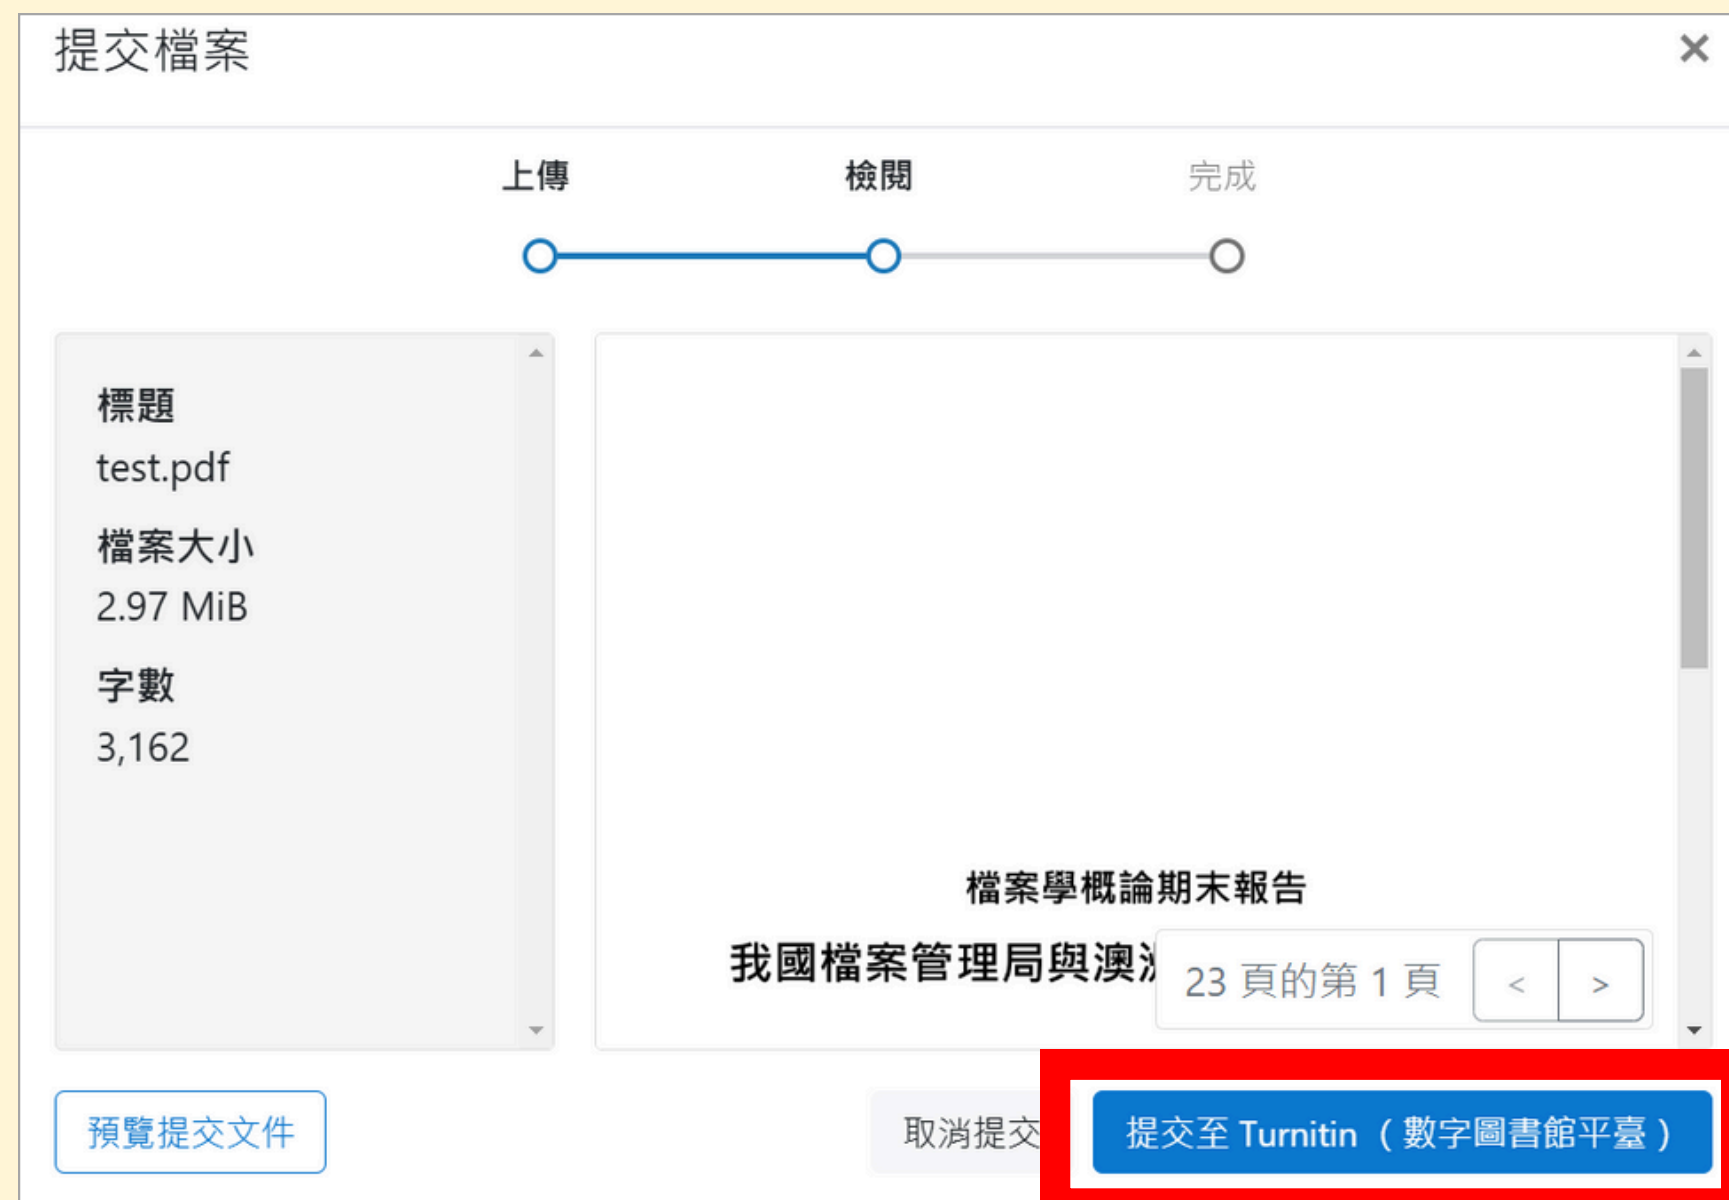 提交檔案
上傳 檢閱 完成
標題
test.pdf
檔案大小
2.97 MiB
字數
3,162
檔案學概論期末報告
我國檔案管理局與澳
23 頁的第 1 頁 < >
預覽提交文件 取消提交 提交至 Turnitin （數字圖書館平臺）